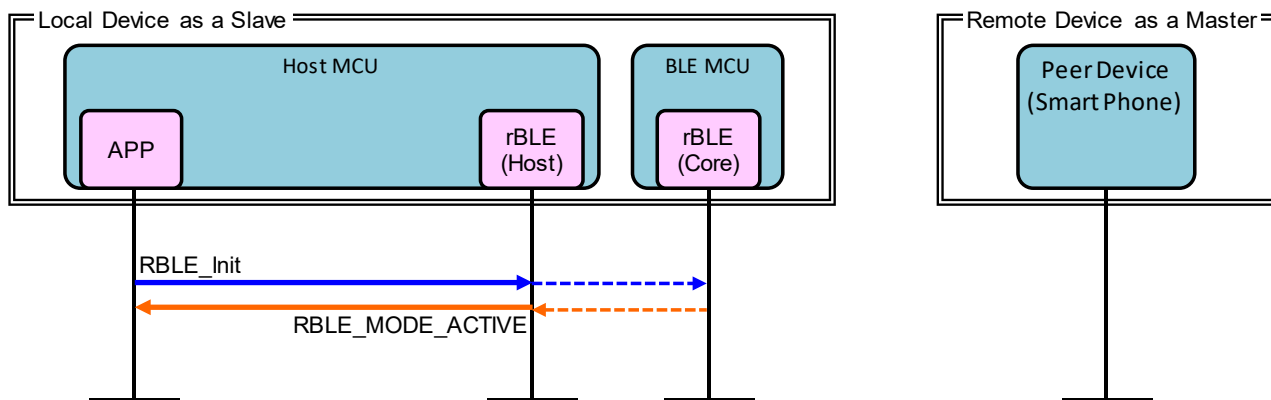 Local Device as a Slave
Remote Device as a Master
Host MCU
BLE MCU
Peer Device
(Smart Phone)
APP
rBLE
(Host)
rBLE
(Core)
RBLE_Init
RBLE_MODE_ACTIVE